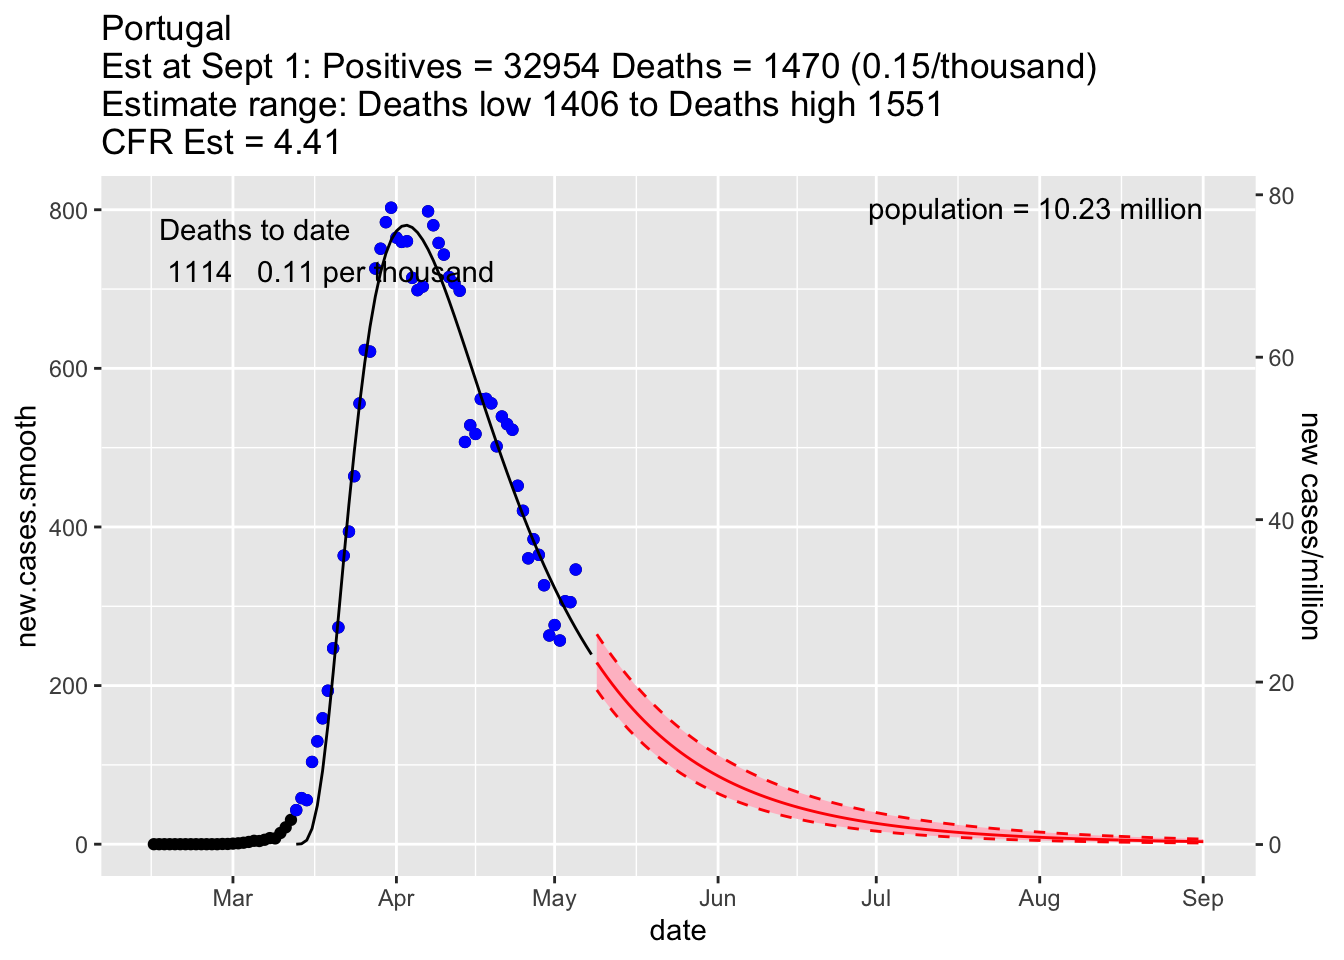 Portugal
Est at Sept 1: Positives = 32954 Deaths = 1470 (0.15/thousand)
Estimate range: Deaths low 1406 to Deaths high 1551
CFR Est = 4.41
Deaths to date
1114 0.11 per thousand
population = 10.23 million
800
600
400
200
0
new.cases.smooth
80
60
40
20
0
new cases/million
Mar Apr May Jun Jul Aug Sep
date